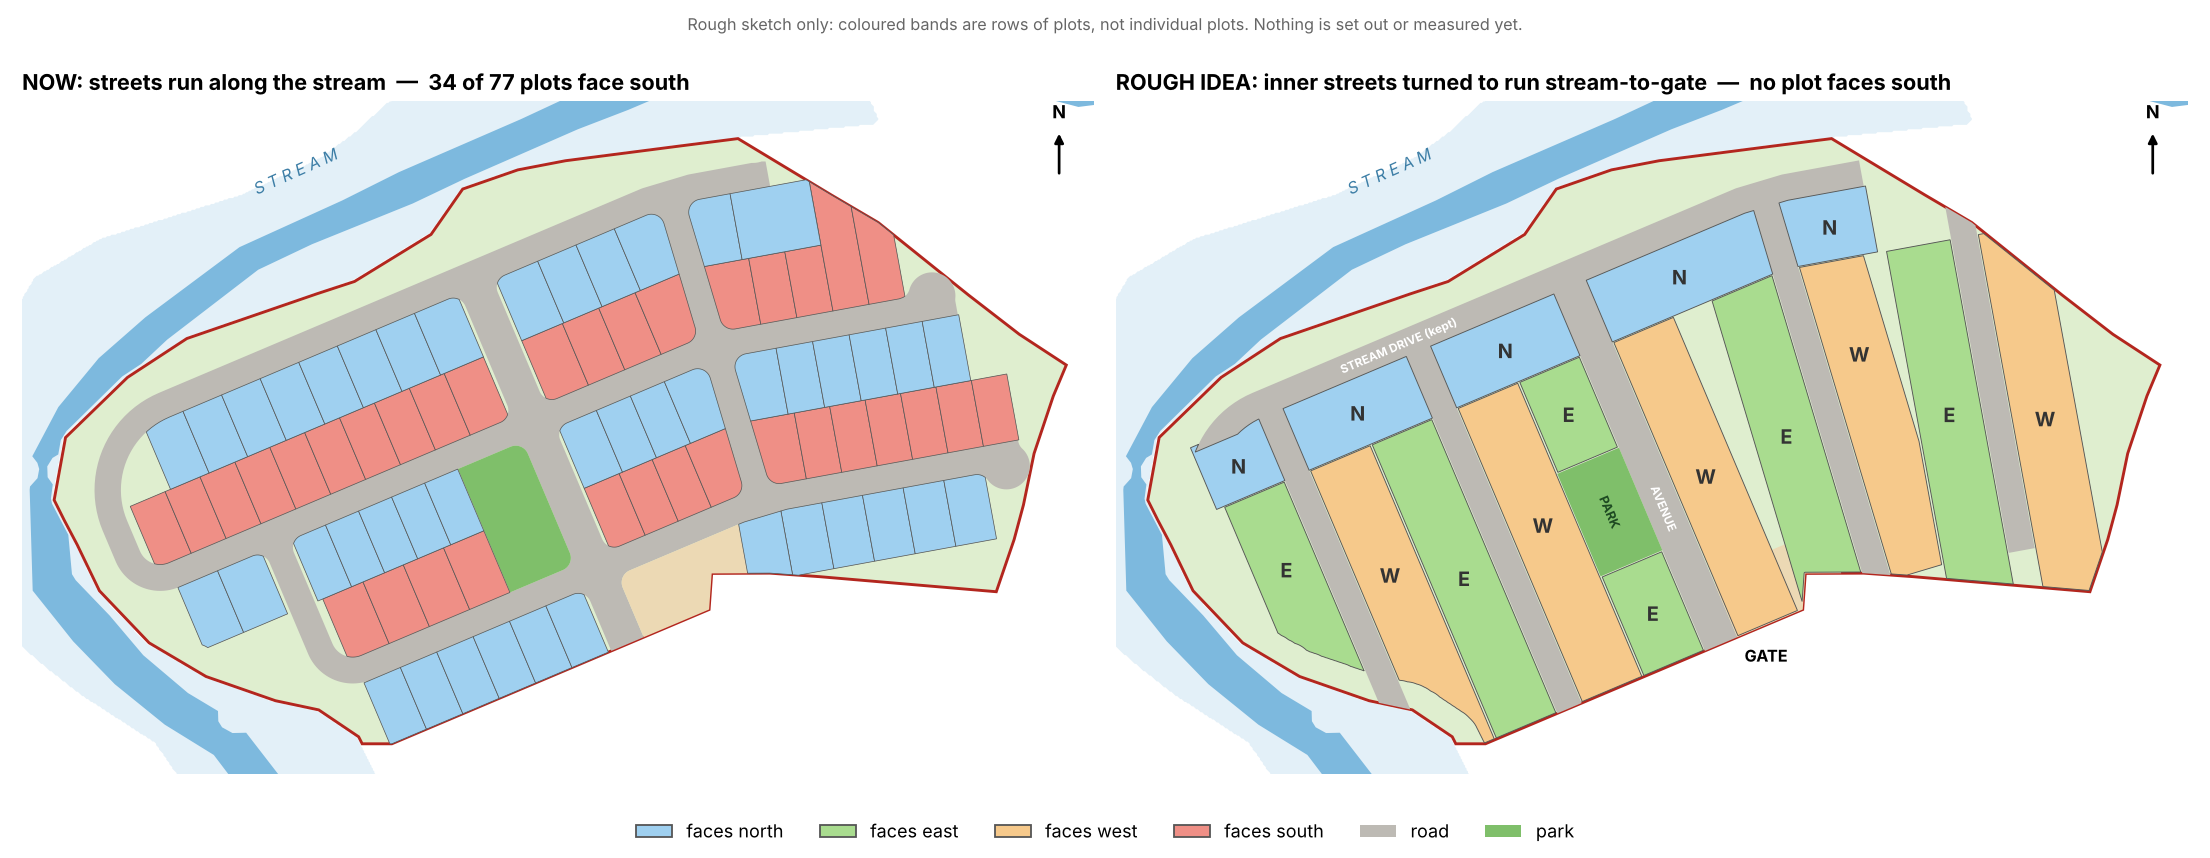 Rough sketch only: coloured bands are rows of plots, not individual plots. Nothing is set out or measured yet.
NOW: streets run along the stream — 34 of 77 plots face south
STREAM
N
ROUGH IDEA: inner streets turned to run stream-to-gate — no plot faces south
STREAM
N
STREAM DRIVE (kept)
N
N
N
N
N
E
W
E
W
E
PARK
E
AVENUE
W
E
W
E
W
GATE
faces north
faces east
faces west
faces south
road
park